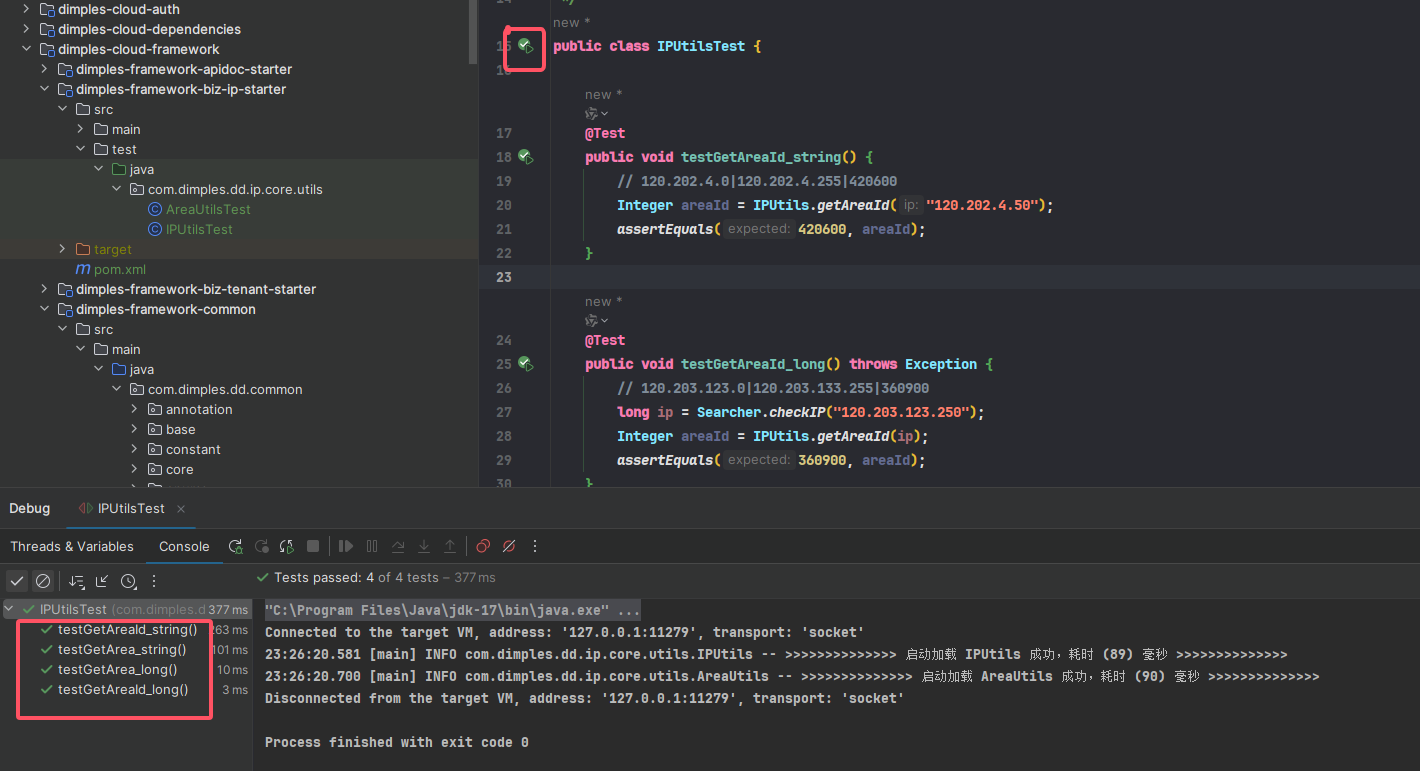 dimples-cloud-auth
dimples-cloud-dependencies
dimples-cloud-framework
dimples-framework-apidoc-starter
dimples-framework-biz-ip-starter
src
main
test
java
com.dimples.dd.ip.core.utils
AreaUtilsTest
IPUtilsTest
target
pom.xml
dimples-framework-biz-tenant-starter
dimples-framework-common
src
main
java
com.dimples.dd.common
annotation
base
constant
core
14 */
new *
15 public class IPUtilsTest {
16
new *
17 @Test
18 public void testGetAreaId_string() {
19 // 120.202.4.0|120.202.4.255|420600
20 Integer areaId = IPUtils.getAreaId( ip: "120.202.4.50");
21 assertEquals( expected: 420600, areaId);
22 }
23
new *
24 @Test
25 public void testGetAreaId_long() throws Exception {
26 // 120.203.123.0|120.203.133.255|360900
27 long ip = Searcher.checkIP("120.203.123.250");
28 Integer areaId = IPUtils.getAreaId(ip);
29 assertEquals( expected: 360900, areaId);
30 }
Debug IPUtilsTest ×
Threads & Variables Console
Tests passed: 4 of 4 tests – 377 ms
IPUtilsTest (com.dimples.d 377 ms
testGetAreaId_string() 263 ms
testGetArea_string() 101 ms
testGetArea_long() 10 ms
testGetAreaId_long() 3 ms
"C:\Program Files\Java\jdk-17\bin\java.exe" ...
Connected to the target VM, address: '127.0.0.1:11279', transport: 'socket'
23:26:20.581 [main] INFO com.dimples.dd.ip.core.utils.IPUtils -- >>>>>>>>>>>>>> 启动加载 IPUtils 成功，耗时 (89) 毫秒 >>>>>>>>>>>>>>
23:26:20.700 [main] INFO com.dimples.dd.ip.core.utils.AreaUtils -- >>>>>>>>>>>>>> 启动加载 AreaUtils 成功，耗时 (90) 毫秒 >>>>>>>>>>>>>>
Disconnected from the target VM, address: '127.0.0.1:11279', transport: 'socket'
Process finished with exit code 0